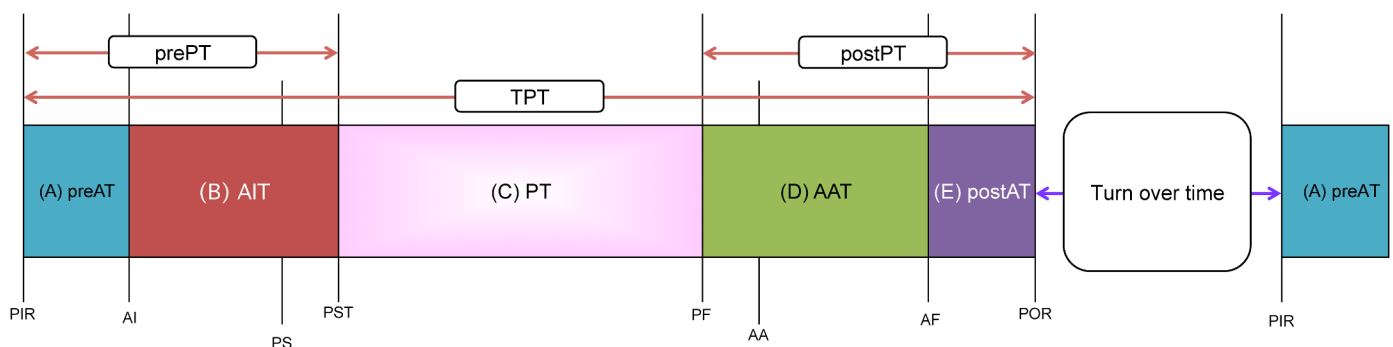 prePT
postPT
TPT
(A) preAT
(B) AIT
(C) PT
(D) AAT
(E) postAT
Turn over time
(A) preAT
PIR
AI
PS
PST
PF
AA
AF
POR
PIR